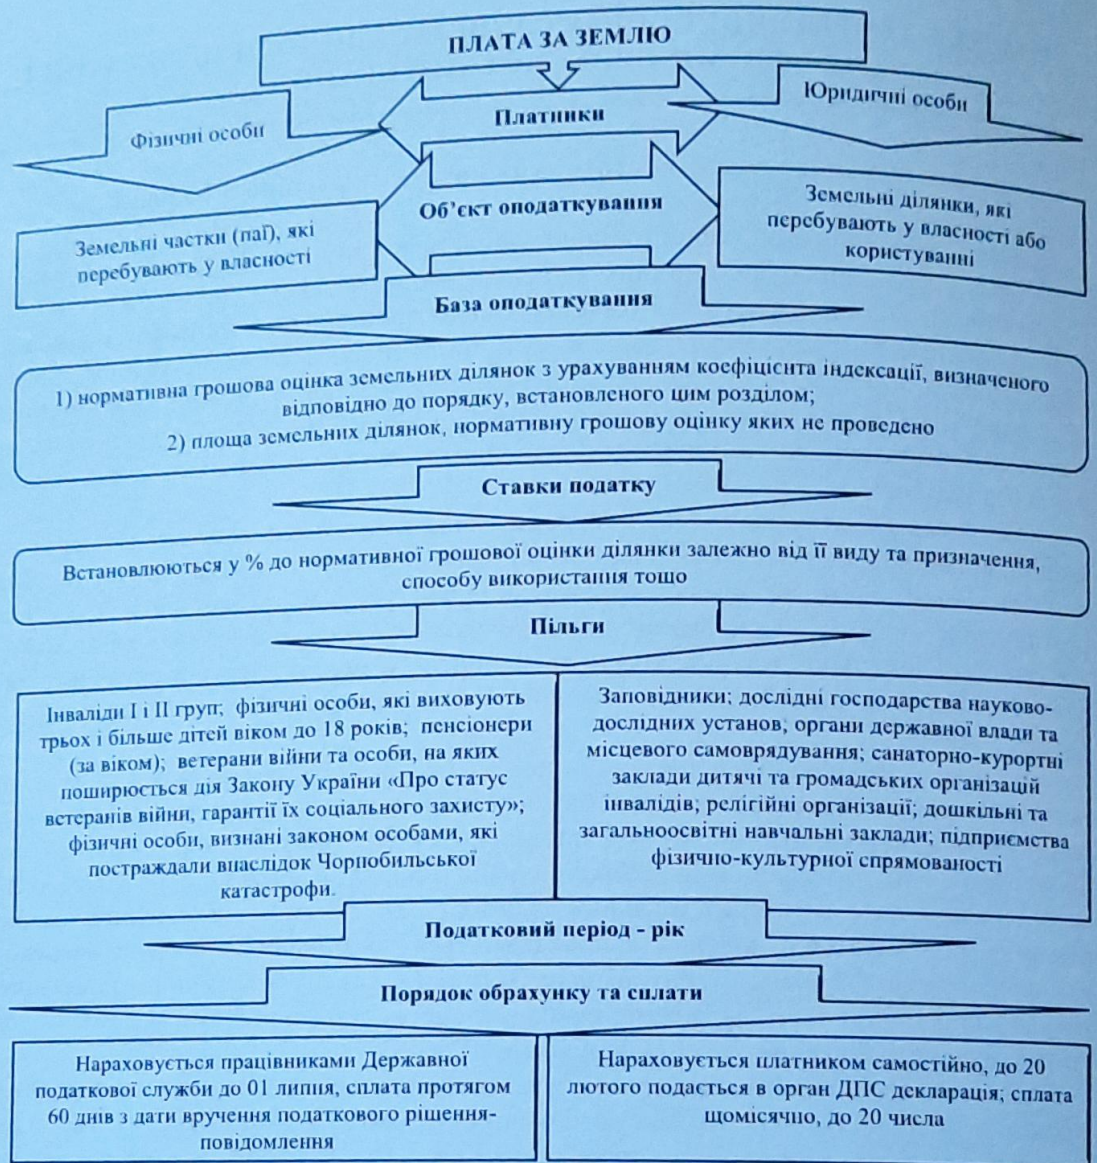 ПЛАТА ЗА ЗЕМЛЮ
Фізичні особи
Платники
Юридичні особи
Земельні частки (паї), які
перебувають у власності
Об’єкт оподаткування
Земельні ділянки, які
перебувають у власності або
користуванні
База оподаткування
1) нормативна грошова оцінка земельних ділянок з урахуванням коефіцієнта індексації, визначеного
відповідно до порядку, встановленого цим розділом;
2) площа земельних ділянок, нормативну грошову оцінку яких не проведено
Ставки податку
Встановлюються у % до нормативної грошової оцінки ділянки залежно від її виду та призначення,
способу використання тощо
Пільги
Інваліди І і ІІ груп; фізичні особи, які виховують
трьох і більше дітей віком до 18 років; пенсіонери
(за віком); ветерани війни та особи, на яких
поширюється дія Закону України «Про статус
ветеранів війни, гарантії їх соціального захисту»;
фізичні особи, визнані законом особами, які
постраждали внаслідок Чорнобильської
катастрофи.
Заповідники; дослідні господарства науково-
дослідних установ; органи державної влади та
місцевого самоврядування; санаторно-курортні
заклади дитячі та громадських організацій
інвалідів; релігійні організації; дошкільні та
загальноосвітні навчальні заклади; підприємства
фізично-культурної спрямованості
Податковий період - рік
Порядок обрахунку та сплати
Нараховується працівниками Державної
податкової служби до 01 липня, сплата протягом
60 днів з дати вручення податкового рішення-
повідомлення
Нараховується платником самостійно, до 20
лютого подається в орган ДПС декларація; сплата
щомісячно, до 20 числа